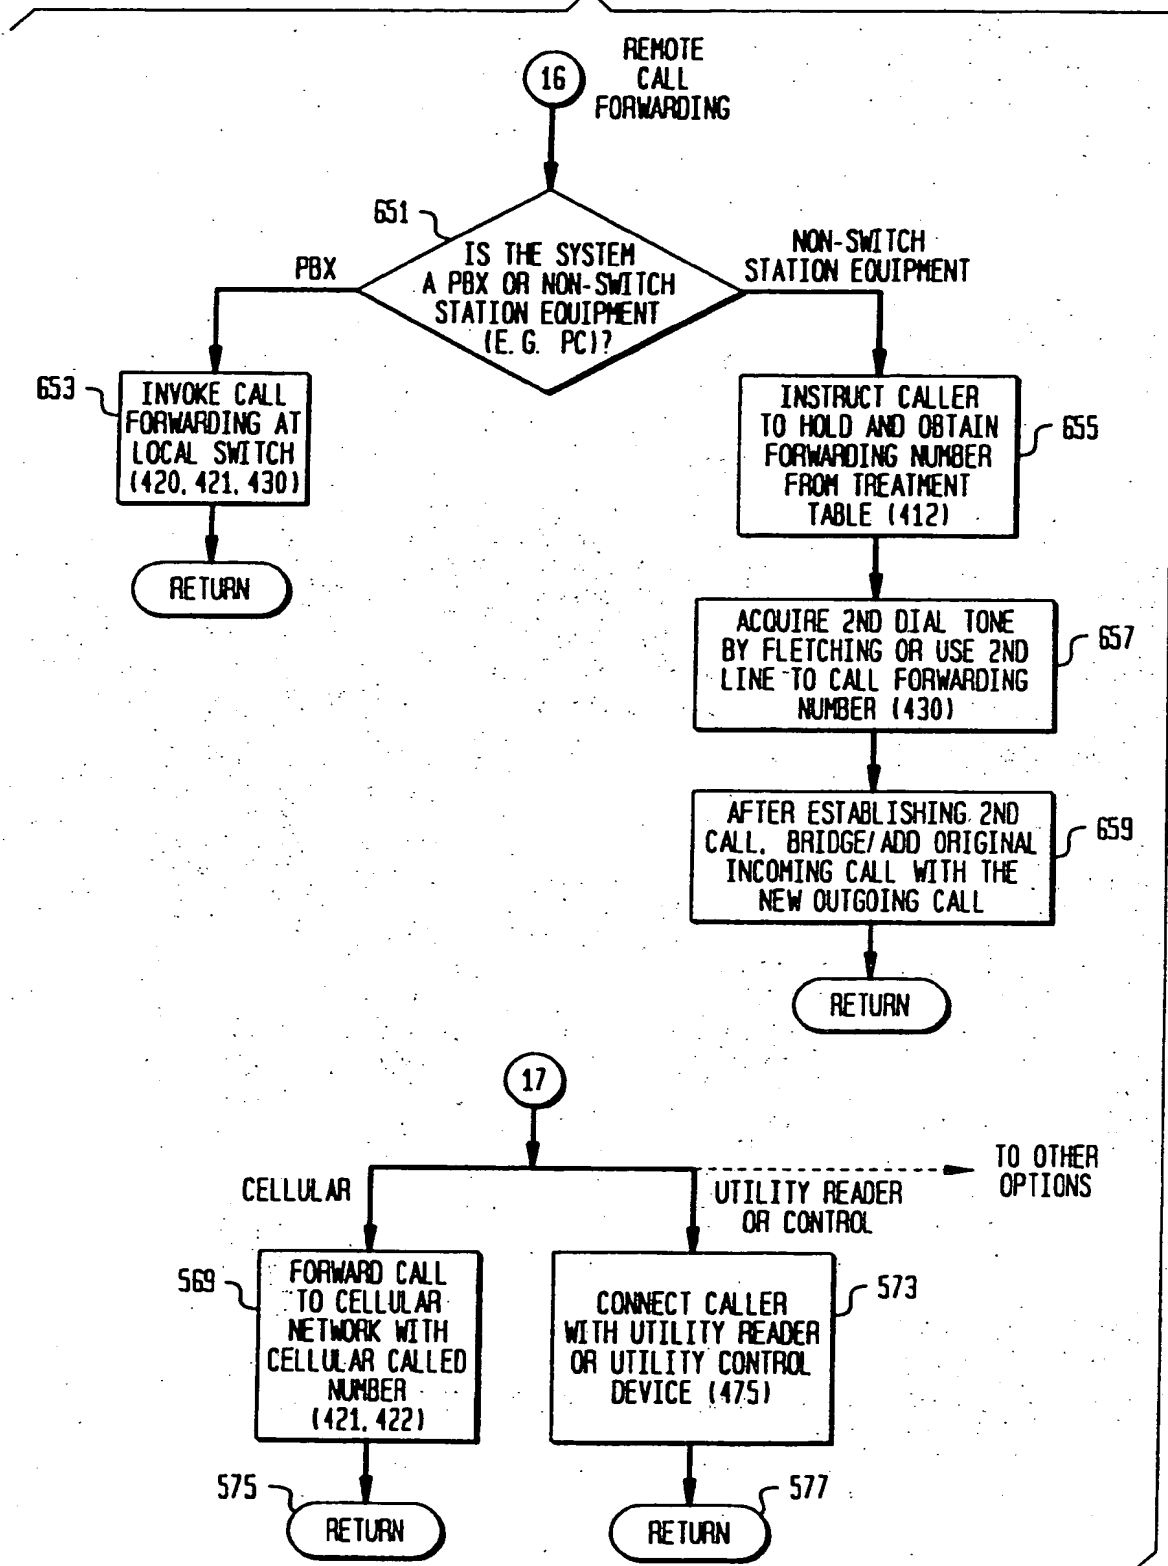 16
REMOTE
CALL
FORWARDING
651
IS THE SYSTEM
A PBX OR NON-SWITCH
STATION EQUIPMENT
(E.G. PC)?
PBX
NON-SWITCH
STATION EQUIPMENT
653
INVOKE CALL
FORWARDING AT
LOCAL SWITCH
(420, 421, 430)
RETURN
INSTRUCT CALLER
TO HOLD AND OBTAIN
FORWARDING NUMBER
FROM TREATMENT
TABLE (412)
655
ACQUIRE 2ND DIAL TONE
BY FLETCHING OR USE 2ND
LINE TO CALL FORWARDING
NUMBER (430)
657
AFTER ESTABLISHING 2ND
CALL, BRIDGE/ADD ORIGINAL
INCOMING CALL WITH THE
NEW OUTGOING CALL
659
RETURN
17
CELLULAR
UTILITY READER
OR CONTROL
TO OTHER
OPTIONS
569
FORWARD CALL
TO CELLULAR
NETWORK WITH
CELLULAR CALLED
NUMBER
(421, 422)
CONNECT CALLER
WITH UTILITY READER
OR UTILITY CONTROL
DEVICE (475)
573
575
RETURN
577
RETURN